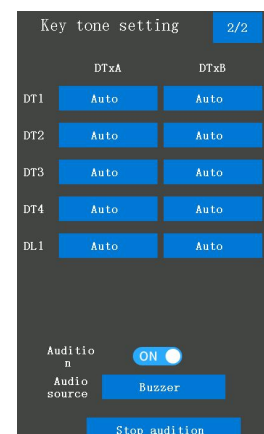 Key tone setting 2/2
DTxA DTxB
DT1 Auto Auto
DT2 Auto Auto
DT3 Auto Auto
DT4 Auto Auto
DL1 Auto Auto
Auditio
n ON
Audio
source Buzzer
Stop audition